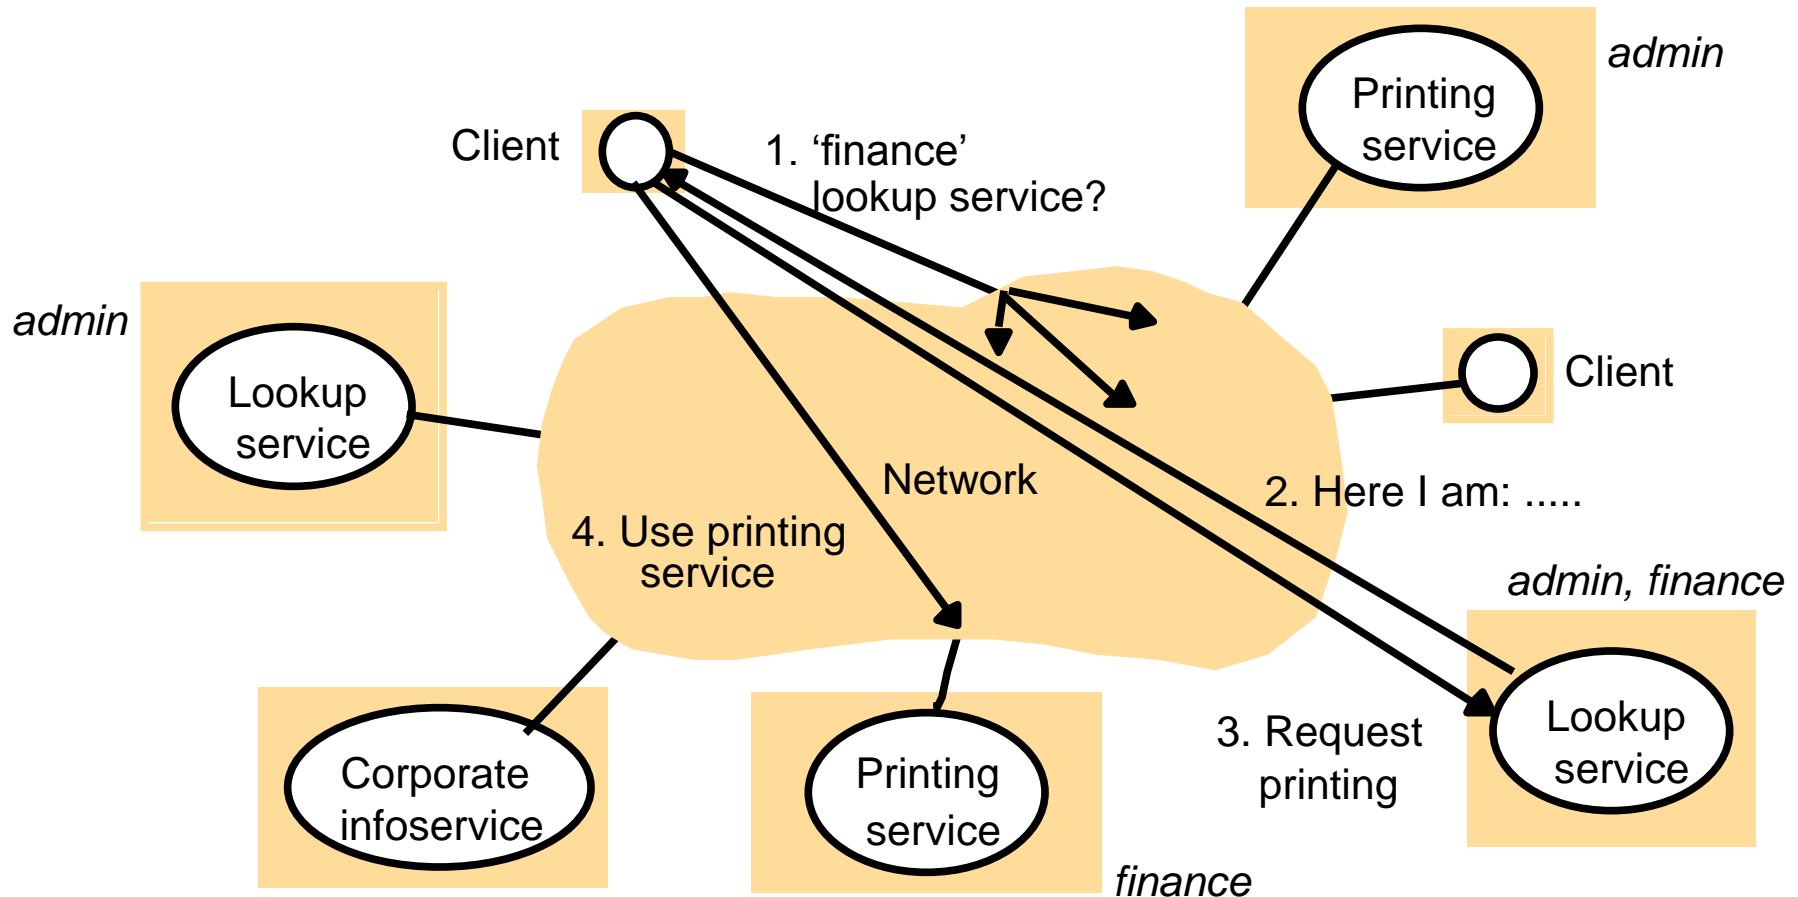 admin
Printing
service
Client
1. ‘finance’
lookup service?
admin
Lookup
service
Client
Network
2. Here I am: .....
4. Use printing
service
admin, finance
Corporate
infoservice
Printing
service
finance
3. Request
printing
Lookup
service